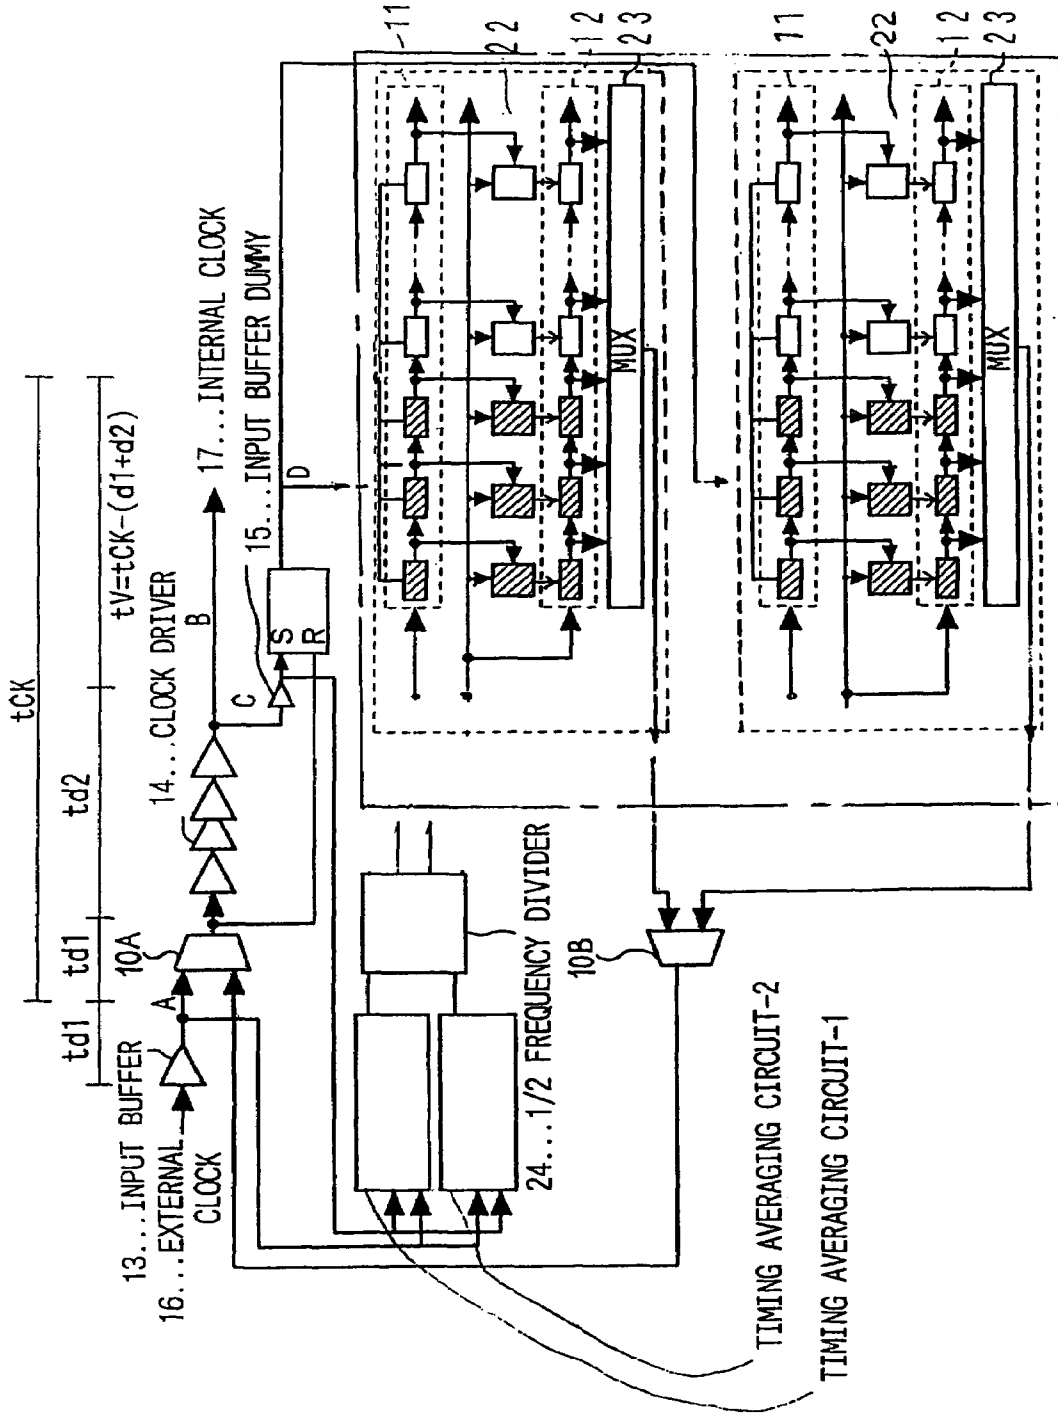 tCK
td1
td1
td2
tV=tCK-(d1+d2)
13...INPUT BUFFER
16...EXTERNAL CLOCK
A
10A
14...CLOCK DRIVER
B
17...INTERNAL CLOCK
C
15...INPUT BUFFER DUMMY
S
R
D
24...1/2 FREQUENCY DIVIDER
10B
TIMING AVERAGING CIRCUIT-2
TIMING AVERAGING CIRCUIT-1
11
22
12
23
MUX
11
22
12
23
MUX